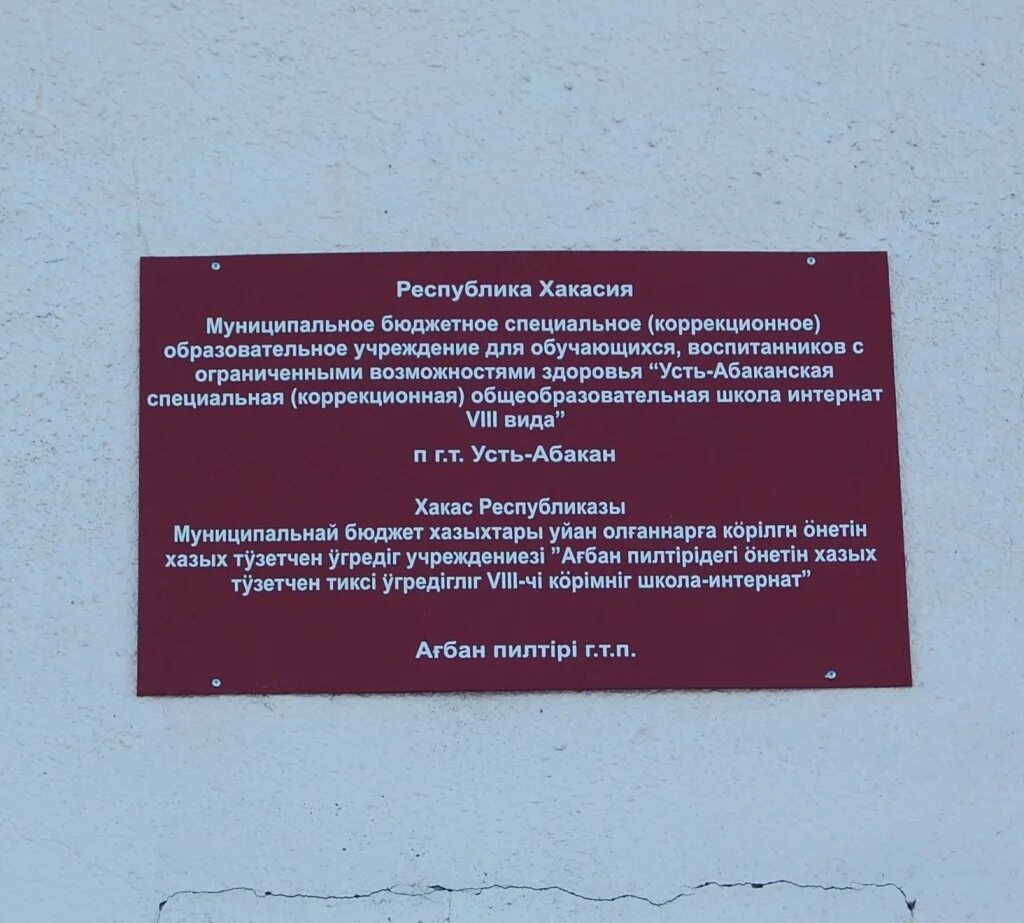 Республика Хакасия
Муниципальное бюджетное специальное (коррекционное)
образовательное учреждение для обучающихся, воспитанников с
ограниченными возможностями здоровья “Усть-Абаканская
специальная (коррекционная) общеобразовательная школа интернат
VIII вида”
п г.т. Усть-Абакан
Хакас Республиказы
Муниципальнай бюджет хазыхтары уйан олғаннарға кӧрілгн ӧнетін
хазых тӱзетчен ӱгредіг учреждениезі ”Ағбан пилтірідегі ӧнетін хазых
тӱзетчен тиксі ӱгредігліг VIII-чі кӧрімніг школа-интернат”
Ағбан пилтірі г.т.п.